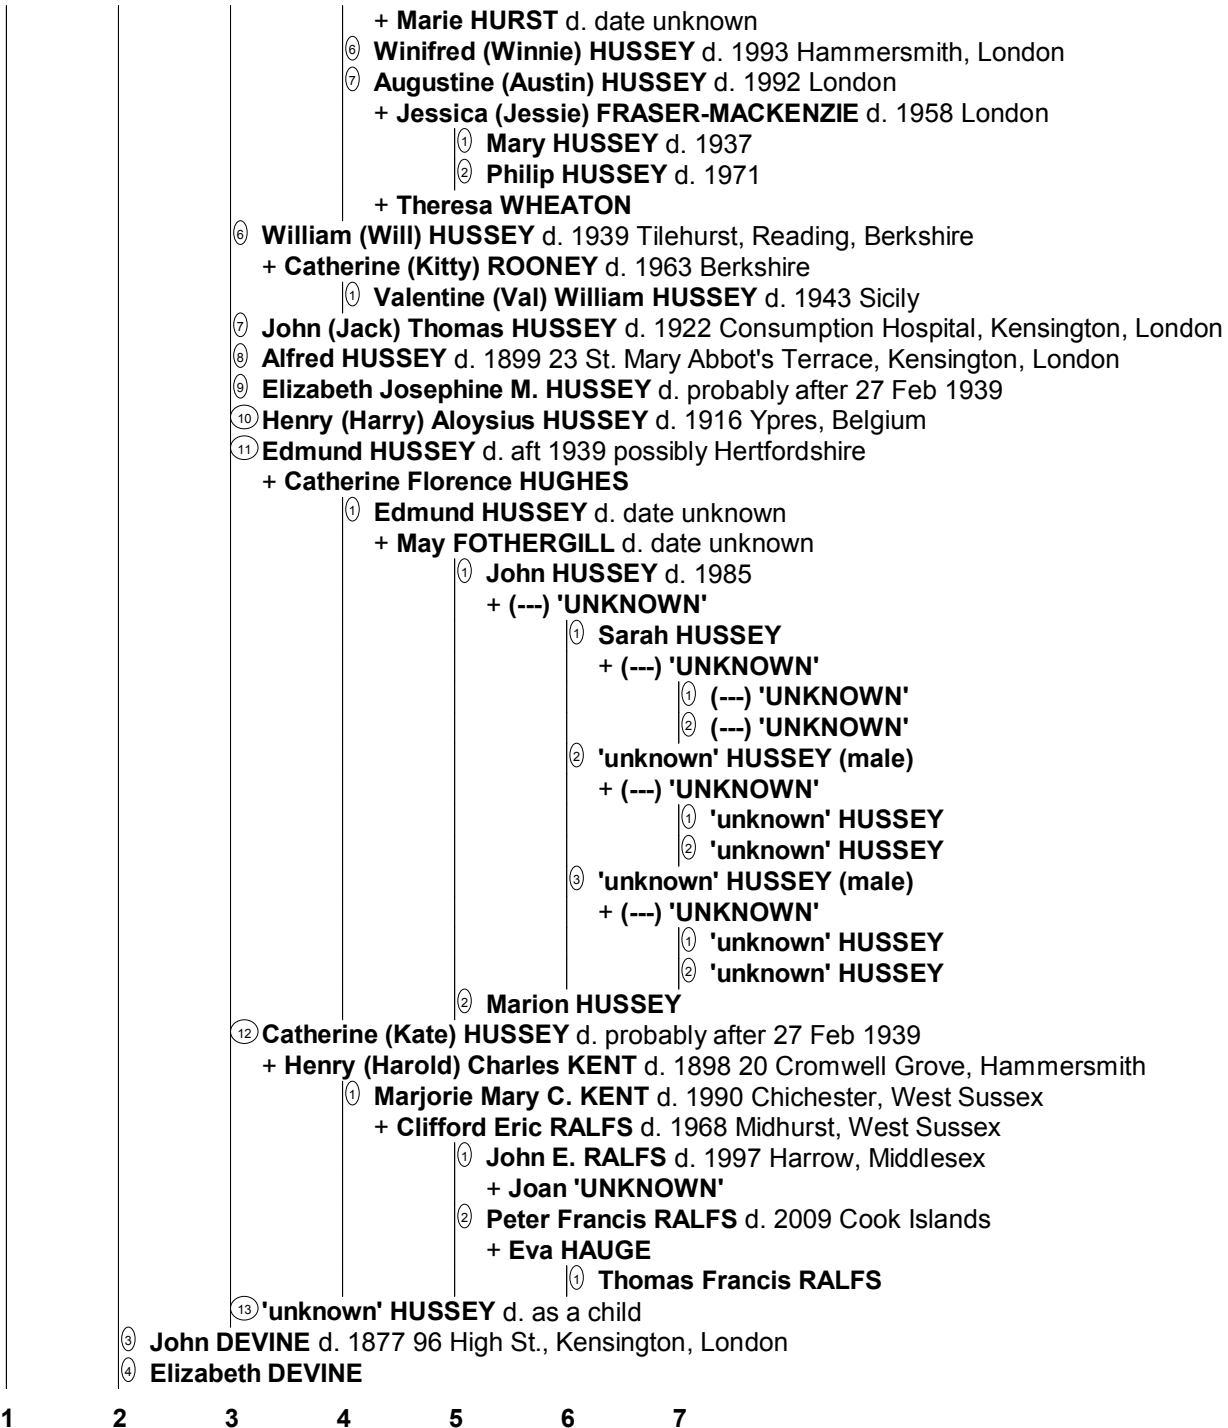 + Marie HURST d. date unknown
6 Winifred (Winnie) HUSSEY d. 1993 Hammersmith, London
7 Augustine (Austin) HUSSEY d. 1992 London
+ Jessica (Jessie) FRASER-MACKENZIE d. 1958 London
1 Mary HUSSEY d. 1937
2 Philip HUSSEY d. 1971
+ Theresa WHEATON
6 William (Will) HUSSEY d. 1939 Tilehurst, Reading, Berkshire
+ Catherine (Kitty) ROONEY d. 1963 Berkshire
1 Valentine (Val) William HUSSEY d. 1943 Sicily
7 John (Jack) Thomas HUSSEY d. 1922 Consumption Hospital, Kensington, London
8 Alfred HUSSEY d. 1899 23 St. Mary Abbot's Terrace, Kensington, London
9 Elizabeth Josephine M. HUSSEY d. probably after 27 Feb 1939
10 Henry (Harry) Aloysius HUSSEY d. 1916 Ypres, Belgium
11 Edmund HUSSEY d. aft 1939 possibly Hertfordshire
+ Catherine Florence HUGHES
1 Edmund HUSSEY d. date unknown
+ May FOTHERGILL d. date unknown
1 John HUSSEY d. 1985
+ (---) 'UNKNOWN'
1 Sarah HUSSEY
+ (---) 'UNKNOWN'
1 (---) 'UNKNOWN'
2 (---) 'UNKNOWN'
2 'unknown' HUSSEY (male)
+ (---) 'UNKNOWN'
1 'unknown' HUSSEY
2 'unknown' HUSSEY
3 'unknown' HUSSEY (male)
+ (---) 'UNKNOWN'
1 'unknown' HUSSEY
2 'unknown' HUSSEY
2 Marion HUSSEY
12 Catherine (Kate) HUSSEY d. probably after 27 Feb 1939
+ Henry (Harold) Charles KENT d. 1898 20 Cromwell Grove, Hammersmith
1 Marjorie Mary C. KENT d. 1990 Chichester, West Sussex
+ Clifford Eric RALFS d. 1968 Midhurst, West Sussex
1 John E. RALFS d. 1997 Harrow, Middlesex
+ Joan 'UNKNOWN'
2 Peter Francis RALFS d. 2009 Cook Islands
+ Eva HAUGE
1 Thomas Francis RALFS
13 'unknown' HUSSEY d. as a child
3 John DEVINE d. 1877 96 High St., Kensington, London
4 Elizabeth DEVINE
1 2 3 4 5 6 7